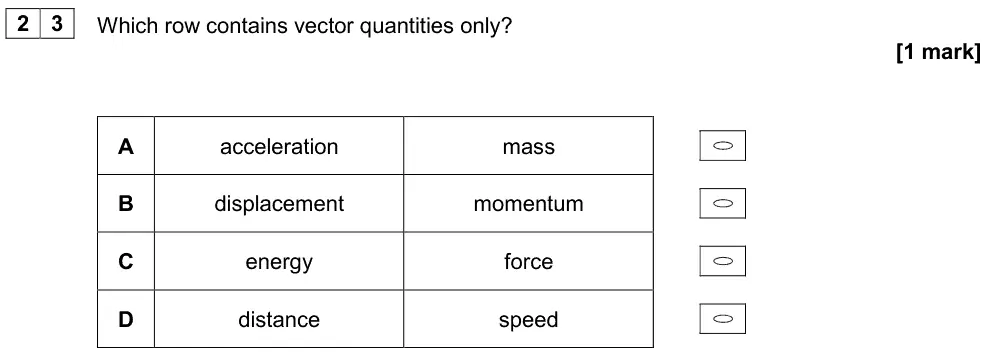 2 3 Which row contains vector quantities only?
[1 mark]
A acceleration mass
B displacement momentum
C energy force
D distance speed